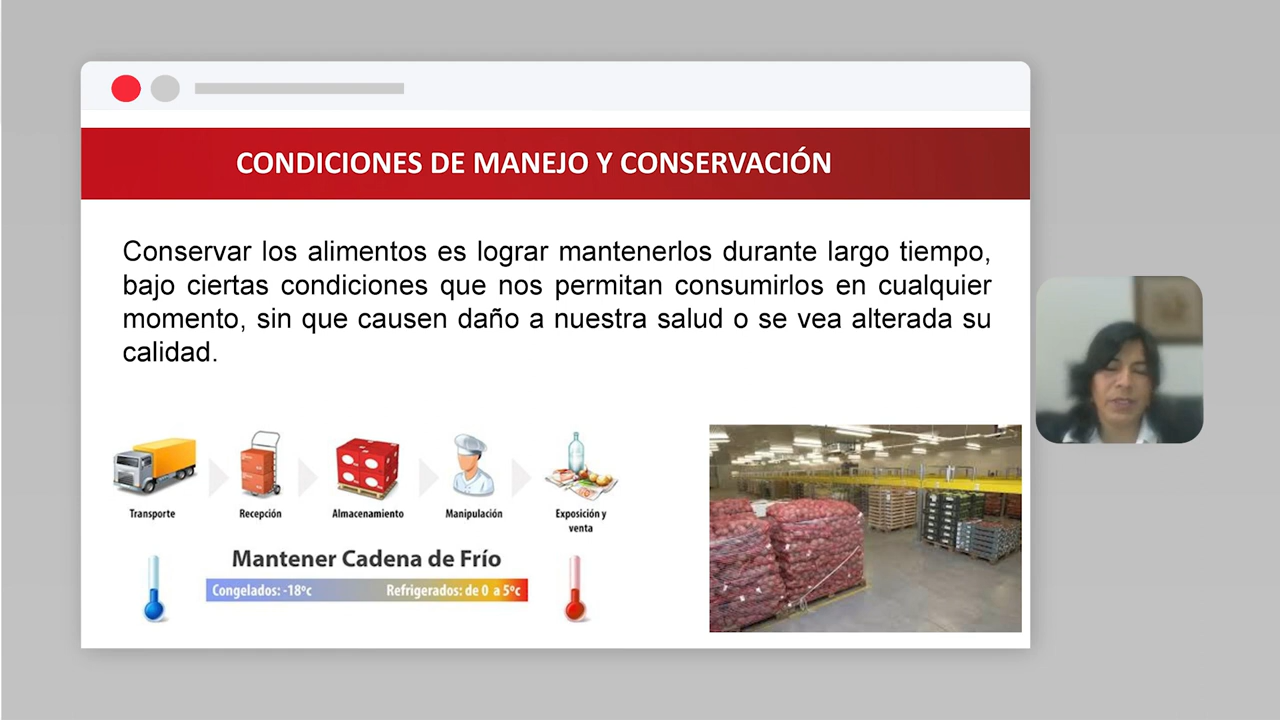 CONDICIONES DE MANEJO Y CONSERVACIÓN
Conservar los alimentos es lograr mantenerlos durante largo tiempo,
bajo ciertas condiciones que nos permitan consumirlos en cualquier
momento, sin que causen daño a nuestra salud o se vea alterada su
calidad.
Transporte
Recepción
Almacenamiento
Manipulación
Exposición y
venta
Mantener Cadena de Frío
Congelados: -18ºc
Refrigerados: de 0 a 5ºc